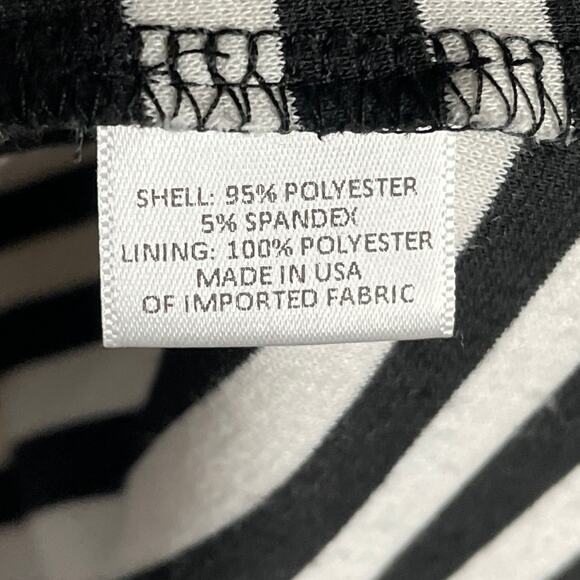 SHELL: 95% POLYESTER
5% SPANDEX
LINING: 100% POLYESTER
MADE IN USA
OF IMPORTED FABRIC